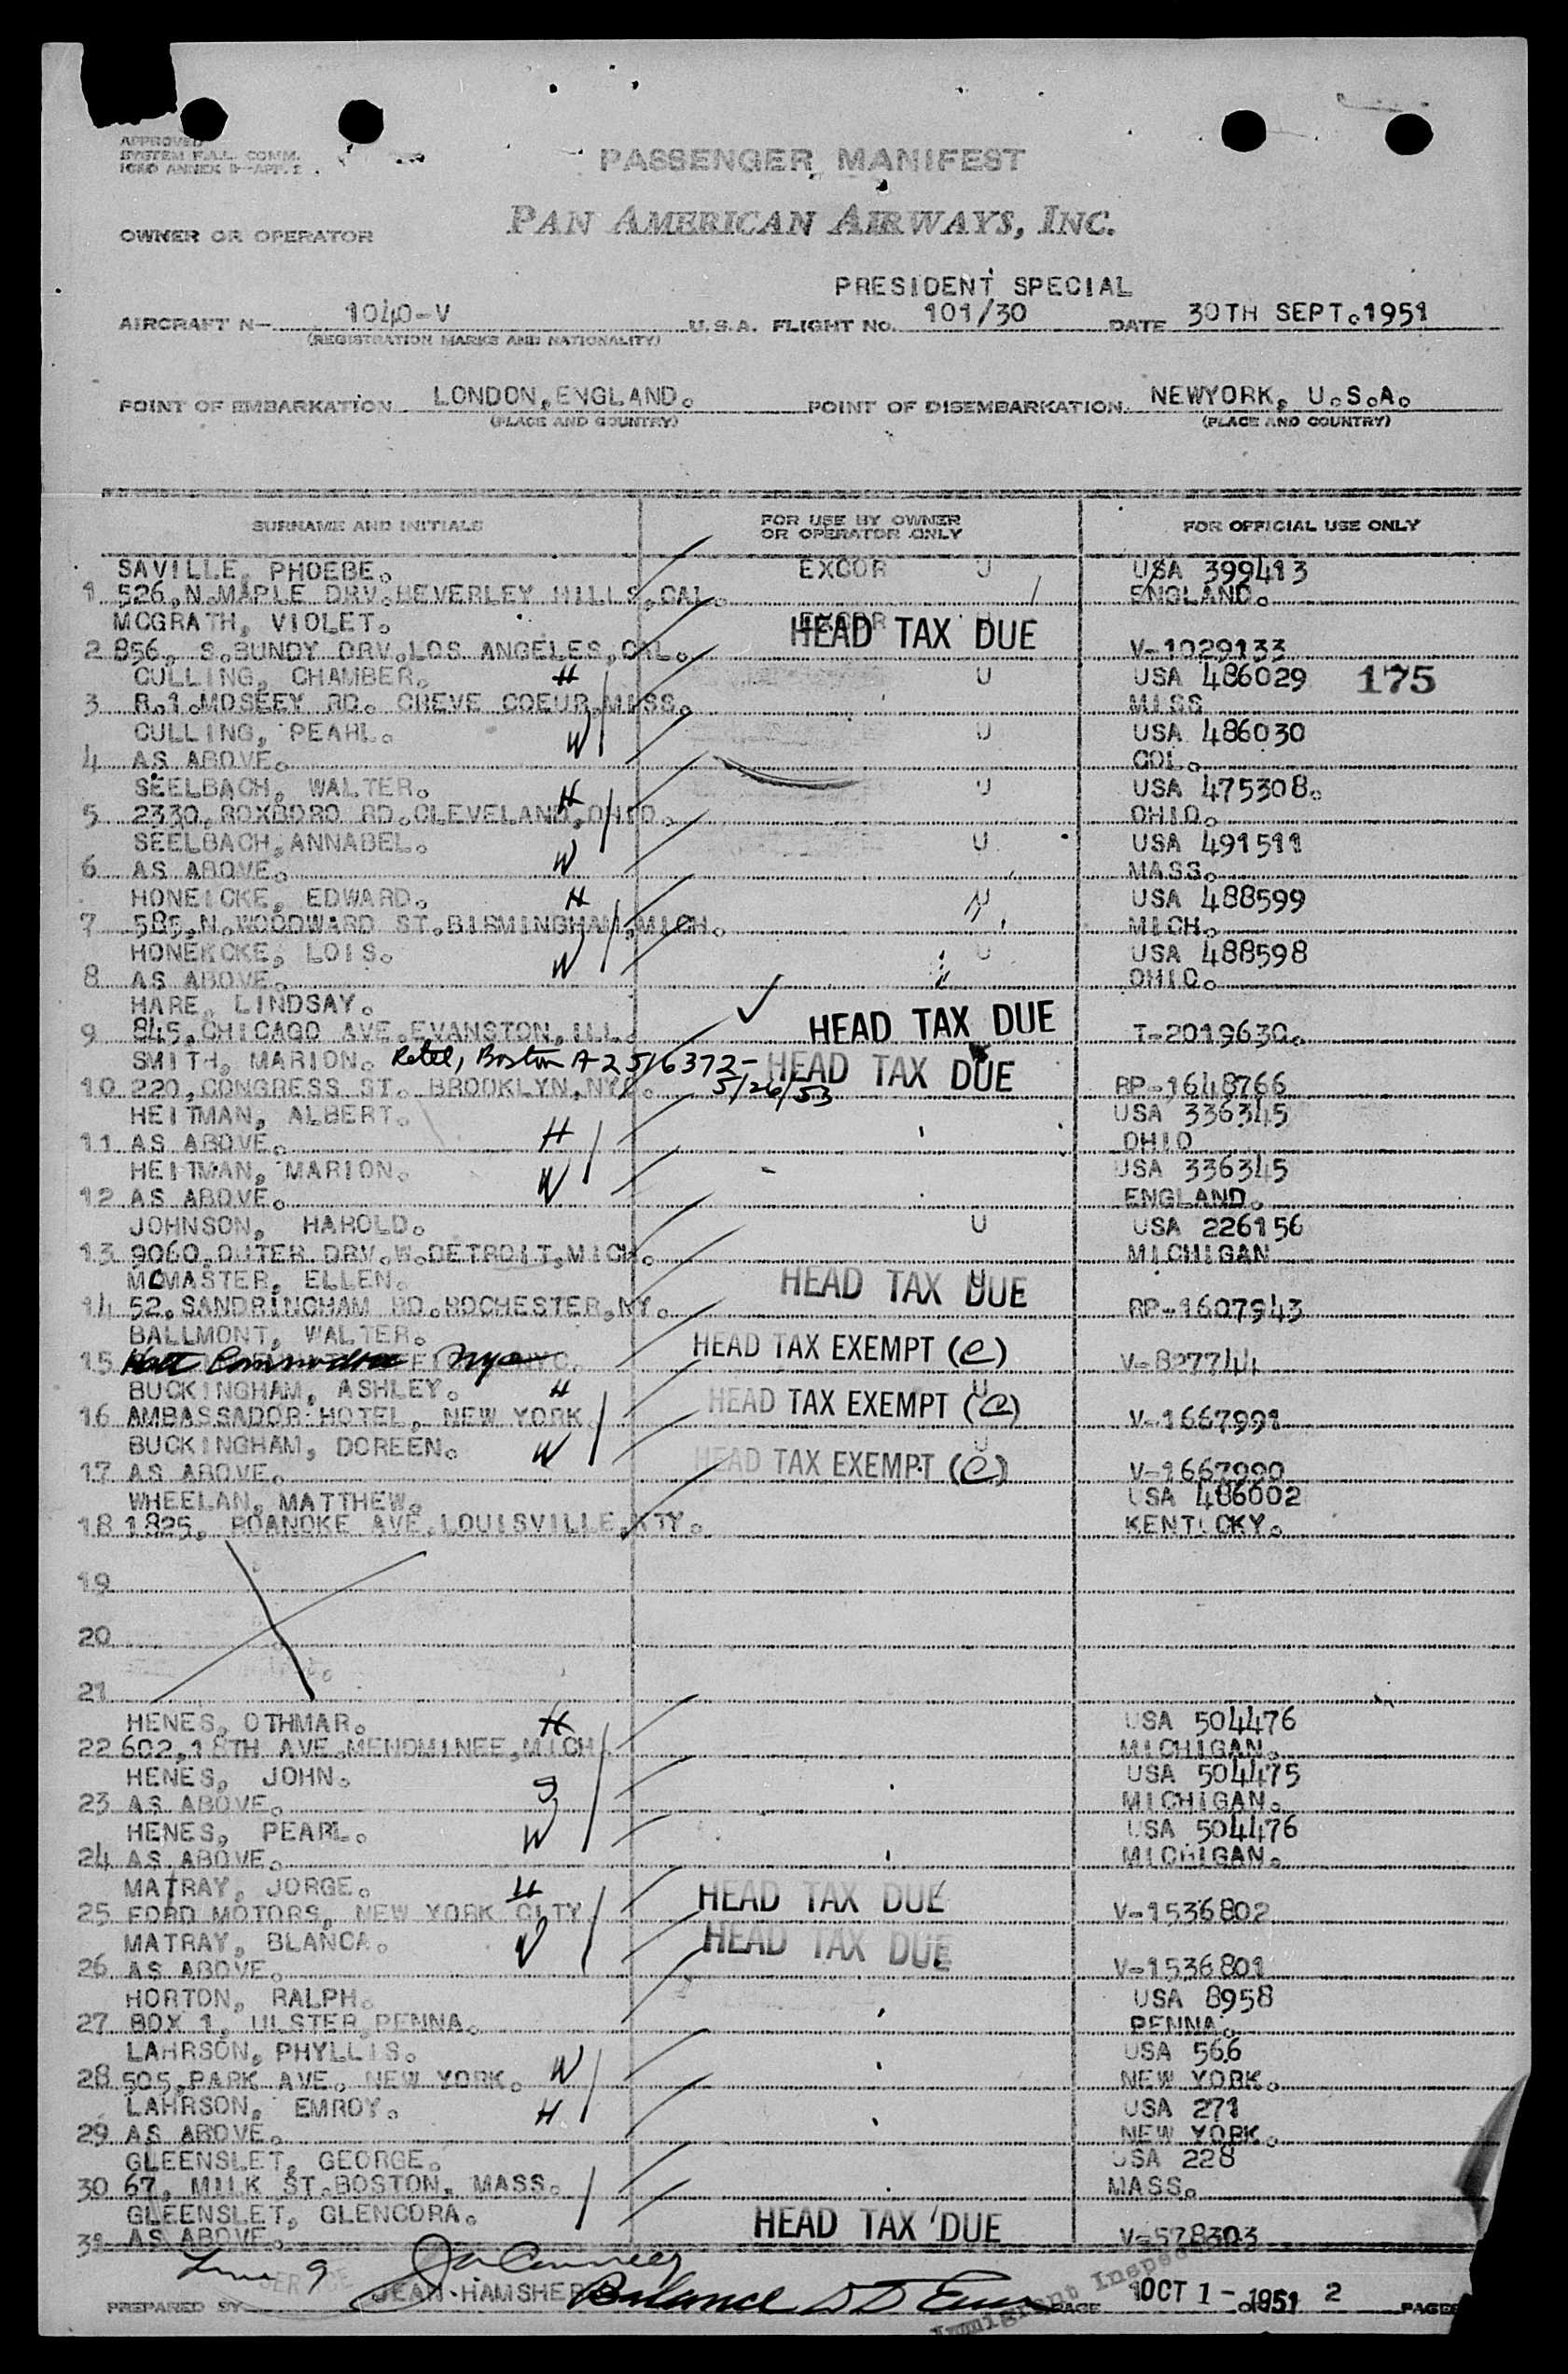 APPROVED
SYSTEM F.A.L. COMM.
ICAO ANNEX 9-APP. 2
PASSENGER MANIFEST
PAN AMERICAN AIRWAYS, INC.
OWNER OR OPERATOR
PRESIDENT SPECIAL
AIRCRAFT N- 1040-V U.S.A. FLIGHT NO. 101/30 DATE 30TH SEPT.1951
(REGISTRATION MARKS AND NATIONALITY)
POINT OF EMBARKATION LONDON,ENGLAND. POINT OF DISEMBARKATION NEWYORK, U.S.A.
(PLACE AND COUNTRY) (PLACE AND COUNTRY)
SURNAME AND INITIALS FOR USE BY OWNER OR OPERATOR ONLY FOR OFFICIAL USE ONLY
SAVILLE, PHOEBE. EXCOR U USA 399413
1 526,N.MAPLE DRV.BEVERLEY HILLS,CAL. ENGLAND.
MCGRATH, VIOLET. EXCOR HEAD TAX DUE
2 856, S.BUNDY DRV.LOS ANGELES,CAL. V-1029133
CULLING, CHAMBER. H U USA 486029 175
3 R.1.MOSEEY RD. CREVE COEUR,MISS. MISS
CULLING, PEARL. W U USA 486030
4 AS ABOVE. COL.
SEELBACH, WALTER. H U USA 475308.
5 2330,ROXBORO RD.CLEVELAND,OHIO. OHIO.
SEELBACH,ANNABEL. W U USA 491511
6 AS ABOVE. MASS.
HONEICKE, EDWARD. H U USA 488599
7 585,N.WOODWARD ST.BIRMINGHAM,MICH. MICH.
HONEKCKE, LOIS. W U USA 488598
8 AS ABOVE. OHIO.
HARE, LINDSAY. HEAD TAX DUE
9 845,CHICAGO AVE.EVANSTON,ILL. T-2019630.
SMITH, MARION. Boston A2516372- HEAD TAX DUE
10 220,CONGRESS ST. BROOKLYN,NYC. 5/26/53 RP-1648766
HEITMAN, ALBERT. H USA 336345
11 AS ABOVE. OHIO
HEITMAN, MARION. W USA 336345
12 AS ABOVE. ENGLAND.
JOHNSON, HAROLD. U USA 226156
13 9060,OUTER DRV.W.DETROIT,MICH. MICHIGAN
MCMASTER, ELLEN. HEAD TAX DUE U
14 52,SANDRINGHAM RD.ROCHESTER,NY. RP-1607943
BALLMONT, WALTER. HEAD TAX EXEMPT (e)
15 Commodore NYC V-827744
BUCKINGHAM, ASHLEY. H HEAD TAX EXEMPT (e) U
16 AMBASSADOR HOTEL, NEW YORK. V-1667991
BUCKINGHAM, DOREEN. W HEAD TAX EXEMPT (e) U
17 AS ABOVE. V-1667990
WHEELAN, MATTHEW. USA 486002
18 1825, ROANOKE AVE.LOUISVILLE,KTY. KENTUCKY.
19
20
21
HENES, OTHMAR. H USA 504476
22 602,18TH AVE.MENOMINEE,MICH MICHIGAN.
HENES, JOHN. S USA 504475
23 AS ABOVE. MICHIGAN.
HENES, PEARL. W USA 504476
24 AS ABOVE. MICHIGAN.
MATRAY, JORGE. H HEAD TAX DUE
25 FORD MOTORS, NEW YORK CITY V-1536802
MATRAY, BLANCA. W HEAD TAX DUE
26 AS ABOVE. V-1536801
HORTON, RALPH. USA 8958
27 BOX 1, ULSTER,PENNA. PENNA.
LAHRSON, PHYLLIS. W USA 566
28 505,PARK AVE. NEW YORK. NEW YORK.
LAHRSON, EMROY. H USA 271
29 AS ABOVE. NEW YORK.
GLEENSLET, GEORGE. USA 228
30 67, MILK ST.BOSTON, MASS. MASS.
GLEENSLET, GLENCORA. HEAD TAX DUE
31 AS ABOVE. V-578303
Line 9
PREPARED BY JEAN HAMSHER Balance PAGE OCT 1- 1951 2 PAGES
Immigrant Inspector